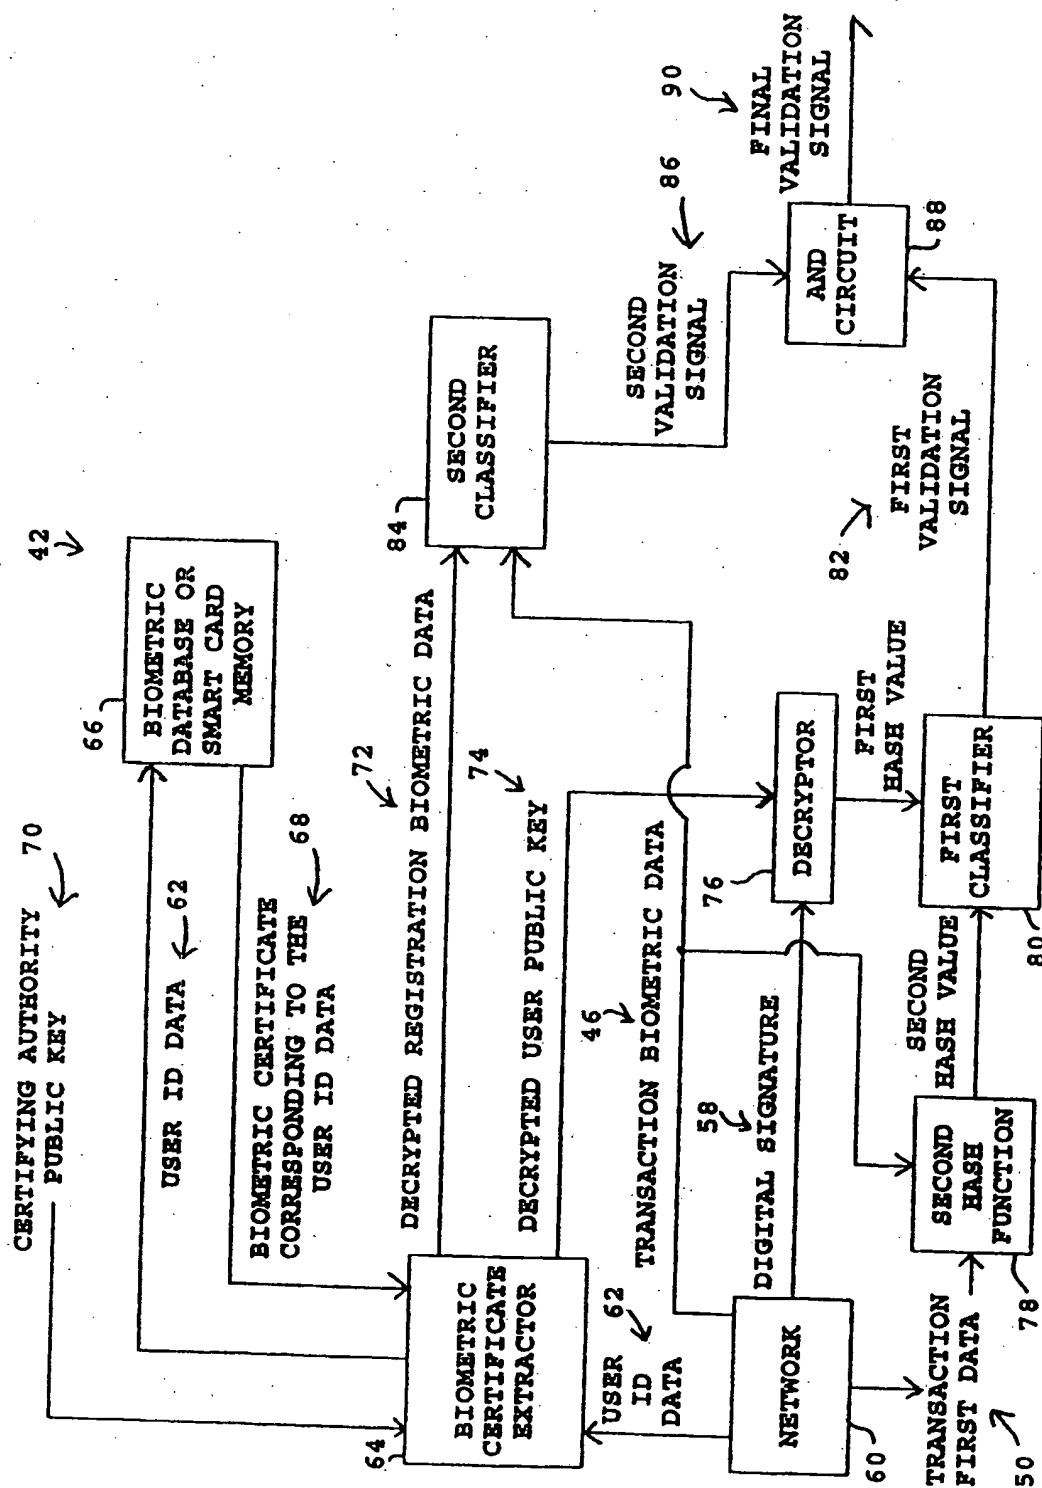 42
CERTIFYING AUTHORITY
PUBLIC KEY
70
USER ID DATA
62
66
BIOMETRIC
DATABASE OR
SMART CARD
MEMORY
BIOMETRIC CERTIFICATE
CORRESPONDING TO THE
USER ID DATA
68
64
BIOMETRIC
CERTIFICATE
EXTRACTOR
72
DECRYPTED REGISTRATION BIOMETRIC DATA
84
SECOND
CLASSIFIER
74
DECRYPTED USER PUBLIC KEY
USER
ID
DATA
62
46
TRANSACTION BIOMETRIC DATA
SECOND
VALIDATION
SIGNAL
86
60
NETWORK
58
DIGITAL SIGNATURE
76
DECRYPTOR
FIRST
HASH VALUE
AND
CIRCUIT
88
90
FINAL
VALIDATION
SIGNAL
82
FIRST
VALIDATION
SIGNAL
TRANSACTION
FIRST DATA
50
78
SECOND
HASH
FUNCTION
SECOND
HASH VALUE
FIRST
CLASSIFIER
80